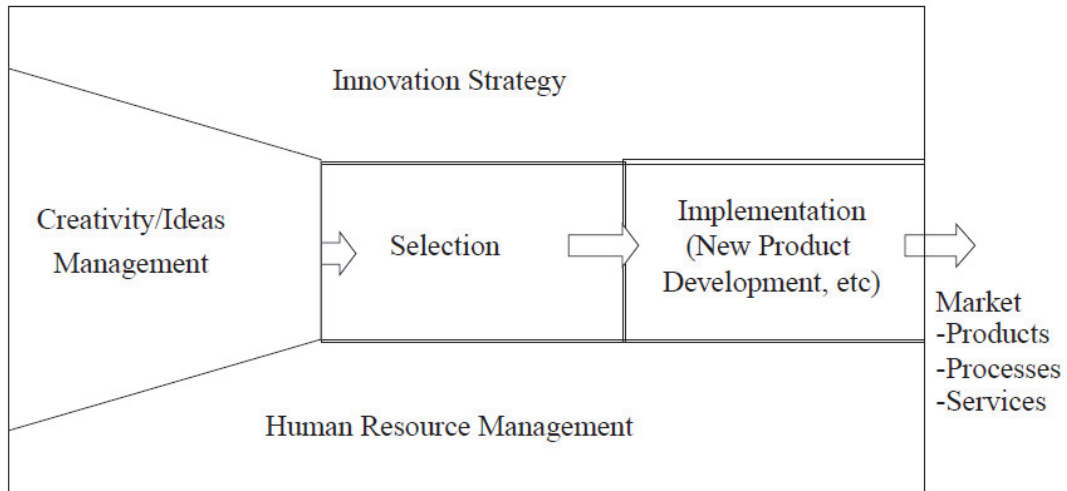 Innovation Strategy
Creativity/Ideas
Management
Selection
Implementation
(New Product
Development, etc)
Market
-Products
-Processes
-Services
Human Resource Management